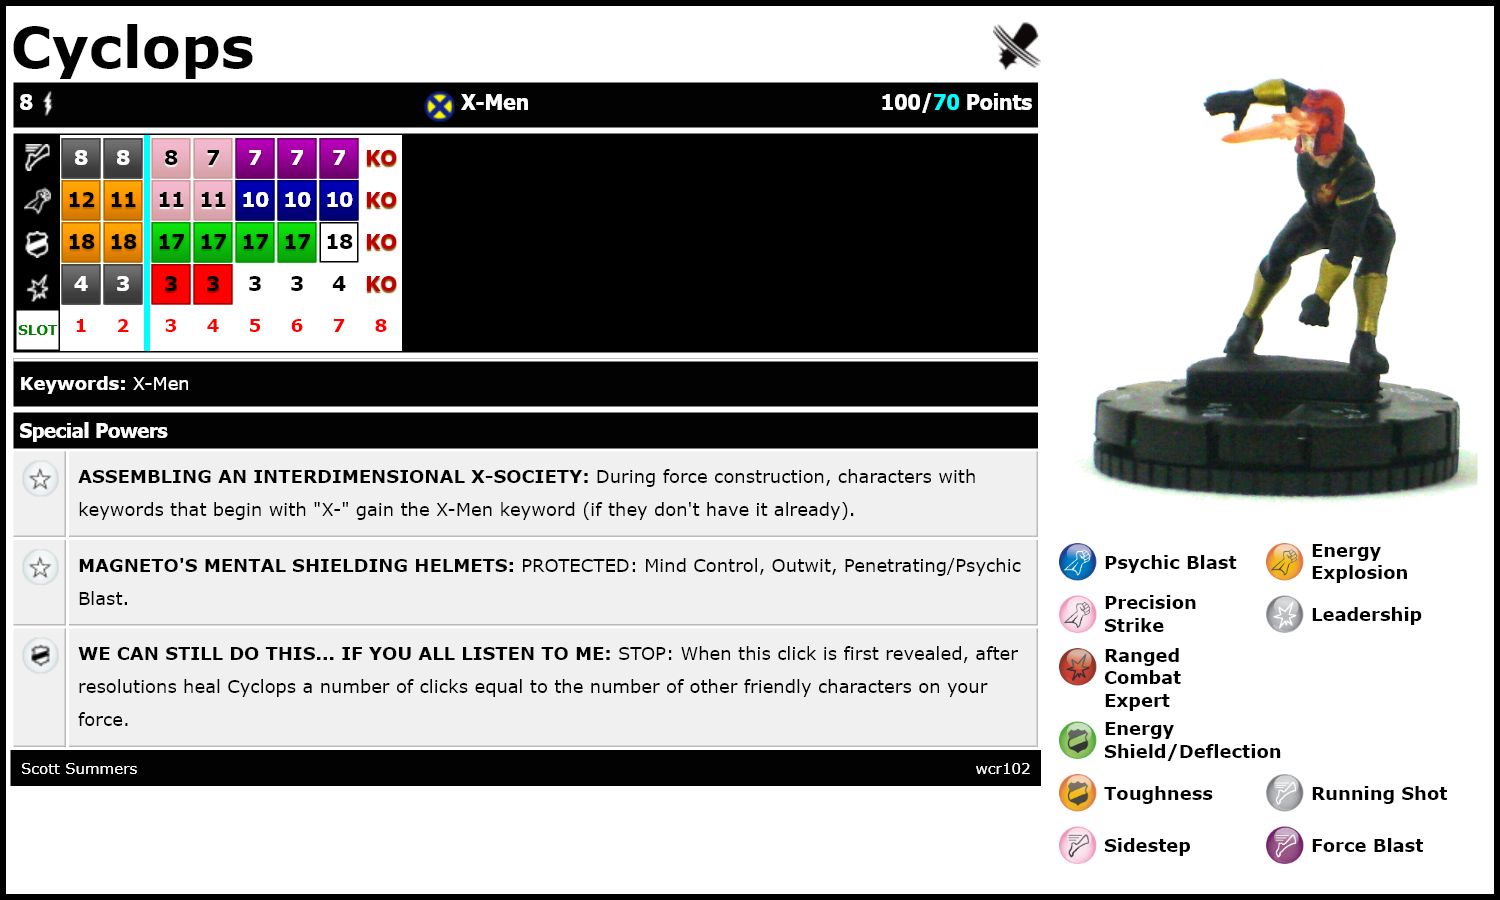 Cyclops
8 X-Men 100/70 Points
8 8 8 7 7 7 7 KO
12 11 11 11 10 10 10 KO
18 18 17 17 17 17 18 KO
4 3 3 3 3 3 4 KO
SLOT 1 2 3 4 5 6 7 8
Keywords: X-Men
Special Powers
ASSEMBLING AN INTERDIMENSIONAL X-SOCIETY: During force construction, characters with
keywords that begin with "X-" gain the X-Men keyword (if they don't have it already).
MAGNETO'S MENTAL SHIELDING HELMETS: PROTECTED: Mind Control, Outwit, Penetrating/Psychic
Blast.
WE CAN STILL DO THIS... IF YOU ALL LISTEN TO ME: STOP: When this click is first revealed, after
resolutions heal Cyclops a number of clicks equal to the number of other friendly characters on your
force.
Scott Summers wcr102
Psychic Blast
Energy
Explosion
Precision
Strike
Leadership
Ranged
Combat
Expert
Energy
Shield/Deflection
Toughness
Running Shot
Sidestep
Force Blast